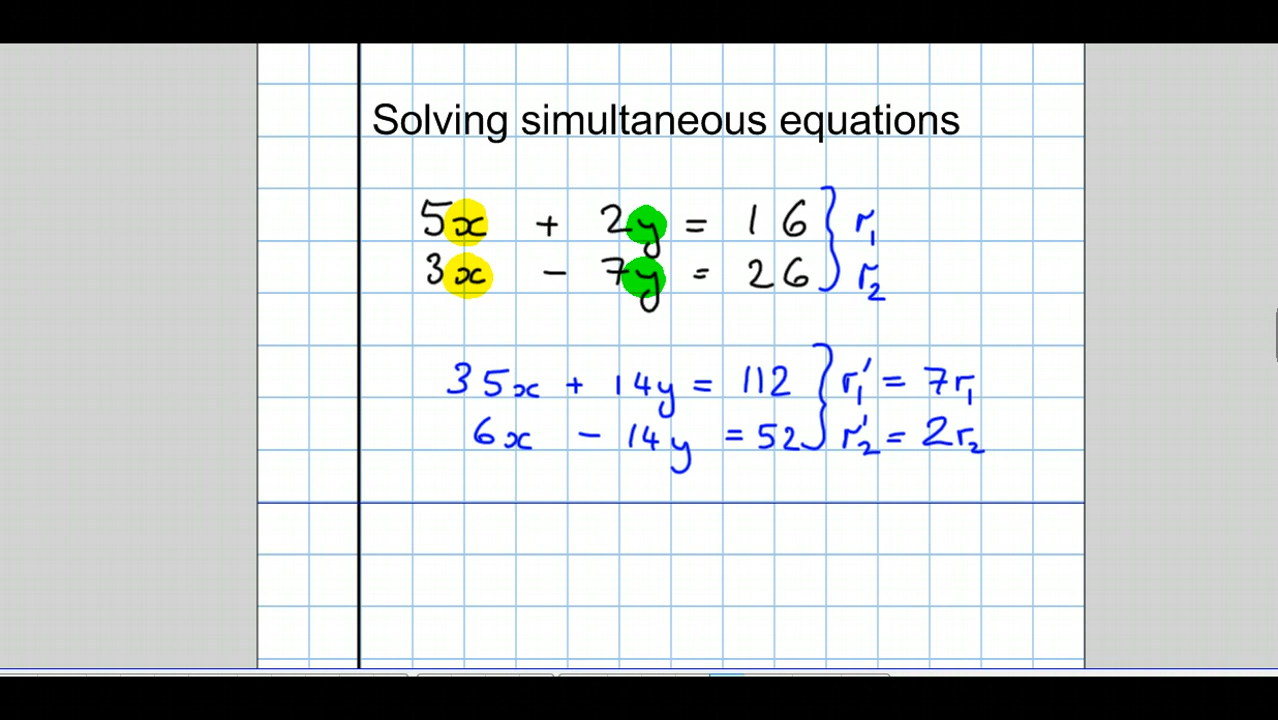 Solving simultaneous equations
5x + 2y = 16 } r₁
3x - 7y = 26 } r₂
35x + 14y = 112 } r₁' = 7r₁
6x - 14y = 52 } r₂' = 2r₂